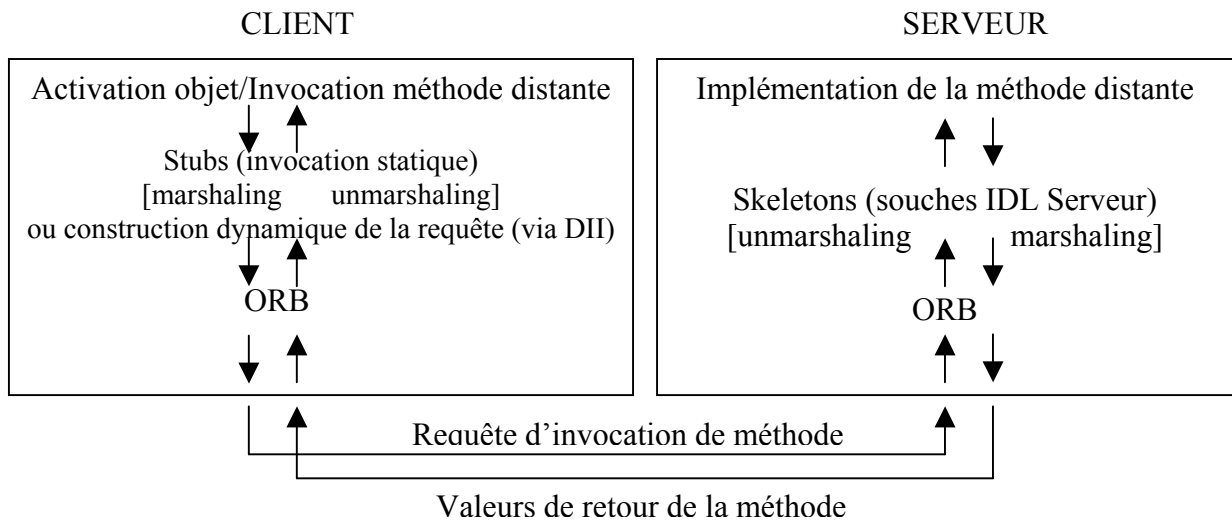 CLIENT
SERVEUR
Activation objet/Invocation méthode distante
Stubs (invocation statique)
[marshaling unmarshaling]
ou construction dynamique de la requête (via DII)
ORB
Implémentation de la méthode distante
Skeletons (souches IDL Serveur)
[unmarshaling marshaling]
ORB
Requête d’invocation de méthode
Valeurs de retour de la méthode